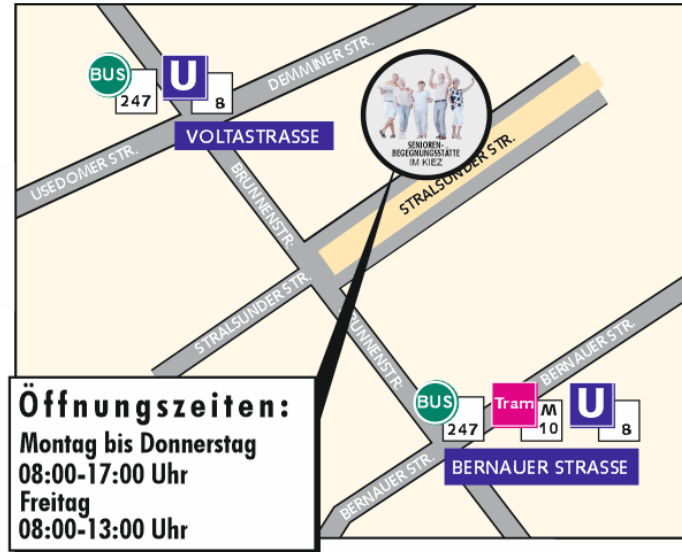 DEMMINER STR.
BUS
247
U
8
VOLTASTRASSE
USEDOMER STR.
SENIOREN-
BEGEGNUNGSSTÄTTE
IM KIEZ
BRUNNENSTR.
STRALSUNDER STR.
STRALSUNDER STR.
BRUNNENSTR.
BERNAUER STR.
BUS
247
Tram
M
10
U
8
BERNAUER STRASSE
BERNAUER STR.
Öffnungszeiten:
Montag bis Donnerstag
08:00-17:00 Uhr
Freitag
08:00-13:00 Uhr